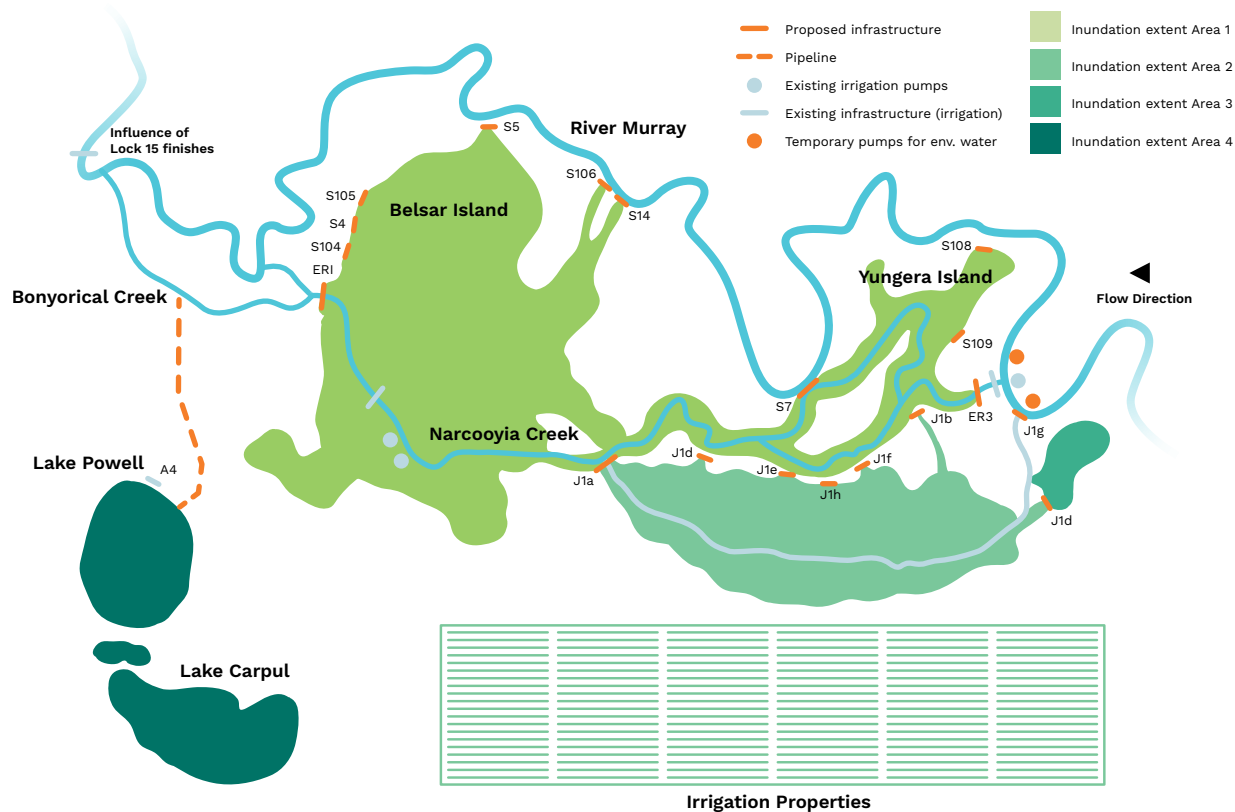 Proposed infrastructure
Pipeline
Existing irrigation pumps
Existing infrastructure (irrigation)
Temporary pumps for env. water
Inundation extent Area 1
Inundation extent Area 2
Inundation extent Area 3
Inundation extent Area 4
Influence of
Lock 15 finishes
S5
River Murray
S106
S14
S105
Belsar Island
S4
S104
ERI
Bonyorical Creek
S108
Yungera Island
Flow Direction
S109
S7
ER3
J1b
J1g
Narcooyia Creek
J1d
J1e
J1f
J1a
J1h
J1d
Lake Powell
A4
Lake Carpul
Irrigation Properties